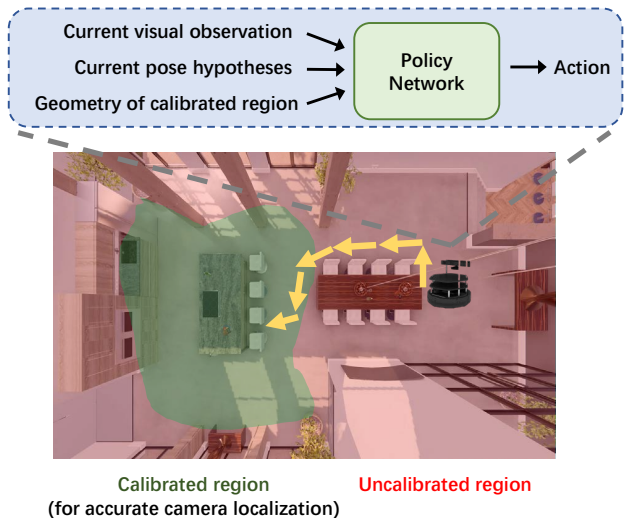 Current visual observation
Current pose hypotheses
Geometry of calibrated region
Policy
Network
Action
Calibrated region
(for accurate camera localization)
Uncalibrated region